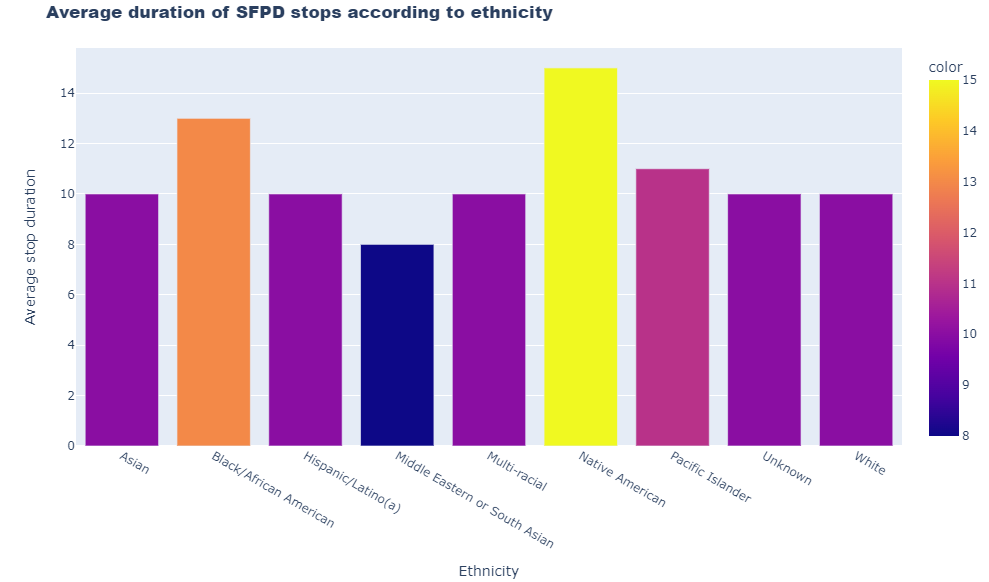 Average duration of SFPD stops according to ethnicity
color
15
14
13
12
11
10
9
8
14
12
10
8
6
4
2
0
Average stop duration
Asian
Black/African American
Hispanic/Latino(a)
Middle Eastern or South Asian
Multi-racial
Native American
Pacific Islander
Unknown
White
Ethnicity